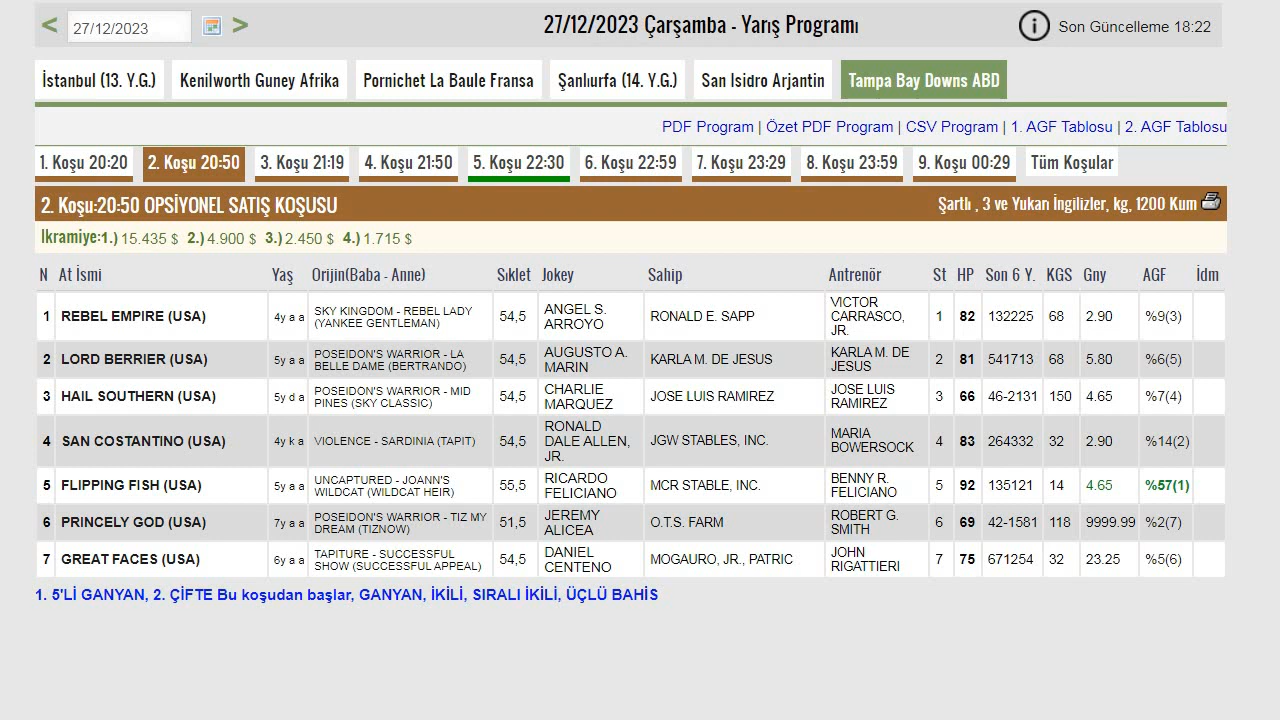 < 27/12/2023 >
27/12/2023 Çarşamba - Yarış Programı
Son Güncelleme 18:22
İstanbul (13. Y.G.) Kenilworth Guney Afrika Pornichet La Baule Fransa Şanlıurfa (14. Y.G.) San Isidro Arjantin Tampa Bay Downs ABD
PDF Program | Özet PDF Program | CSV Program | 1. AGF Tablosu | 2. AGF Tablosu
1. Koşu 20:20 2. Koşu 20:50 3. Koşu 21:19 4. Koşu 21:50 5. Koşu 22:30 6. Koşu 22:59 7. Koşu 23:29 8. Koşu 23:59 9. Koşu 00:29 Tüm Koşular
2. Koşu:20:50 OPSİYONEL SATIŞ KOŞUSU Şartlı , 3 ve Yukarı İngilizler, kg, 1200 Kum
İkramiye:1.) 15.435 $ 2.) 4.900 $ 3.) 2.450 $ 4.) 1.715 $
N At İsmi Yaş Orijin(Baba - Anne) Sıklet Jokey Sahip Antrenör St HP Son 6 Y. KGS Gny AGF İdm
1 REBEL EMPIRE (USA) 4y a a SKY KINGDOM - REBEL LADY (YANKEE GENTLEMAN) 54,5 ANGEL S. ARROYO RONALD E. SAPP VICTOR CARRASCO, JR. 1 82 132225 68 2.90 %9(3)
2 LORD BERRIER (USA) 5y a a POSEIDON'S WARRIOR - LA BELLE DAME (BERTRANDO) 54,5 AUGUSTO A. MARIN KARLA M. DE JESUS KARLA M. DE JESUS 2 81 541713 68 5.80 %6(5)
3 HAIL SOUTHERN (USA) 5y d a POSEIDON'S WARRIOR - MID PINES (SKY CLASSIC) 54,5 CHARLIE MARQUEZ JOSE LUIS RAMIREZ JOSE LUIS RAMIREZ 3 66 46-2131 150 4.65 %7(4)
4 SAN COSTANTINO (USA) 4y k a VIOLENCE - SARDINIA (TAPIT) 54,5 RONALD DALE ALLEN, JR. JGW STABLES, INC. MARIA BOWERSOCK 4 83 264332 32 2.90 %14(2)
5 FLIPPING FISH (USA) 5y a a UNCAPTURED - JOANN'S WILDCAT (WILDCAT HEIR) 55,5 RICARDO FELICIANO MCR STABLE, INC. BENNY R. FELICIANO 5 92 135121 14 4.65 %57(1)
6 PRINCELY GOD (USA) 7y a a POSEIDON'S WARRIOR - TIZ MY DREAM (TIZNOW) 51,5 JEREMY ALICEA O.T.S. FARM ROBERT G. SMITH 6 69 42-1581 118 9999.99 %2(7)
7 GREAT FACES (USA) 6y a a TAPITURE - SUCCESSFUL SHOW (SUCCESSFUL APPEAL) 54,5 DANIEL CENTENO MOGAURO, JR., PATRIC JOHN RIGATTIERI 7 75 671254 32 23.25 %5(6)
1. 5'Lİ GANYAN, 2. ÇİFTE Bu koşudan başlar, GANYAN, İKİLİ, SIRALI İKİLİ, ÜÇLÜ BAHİS